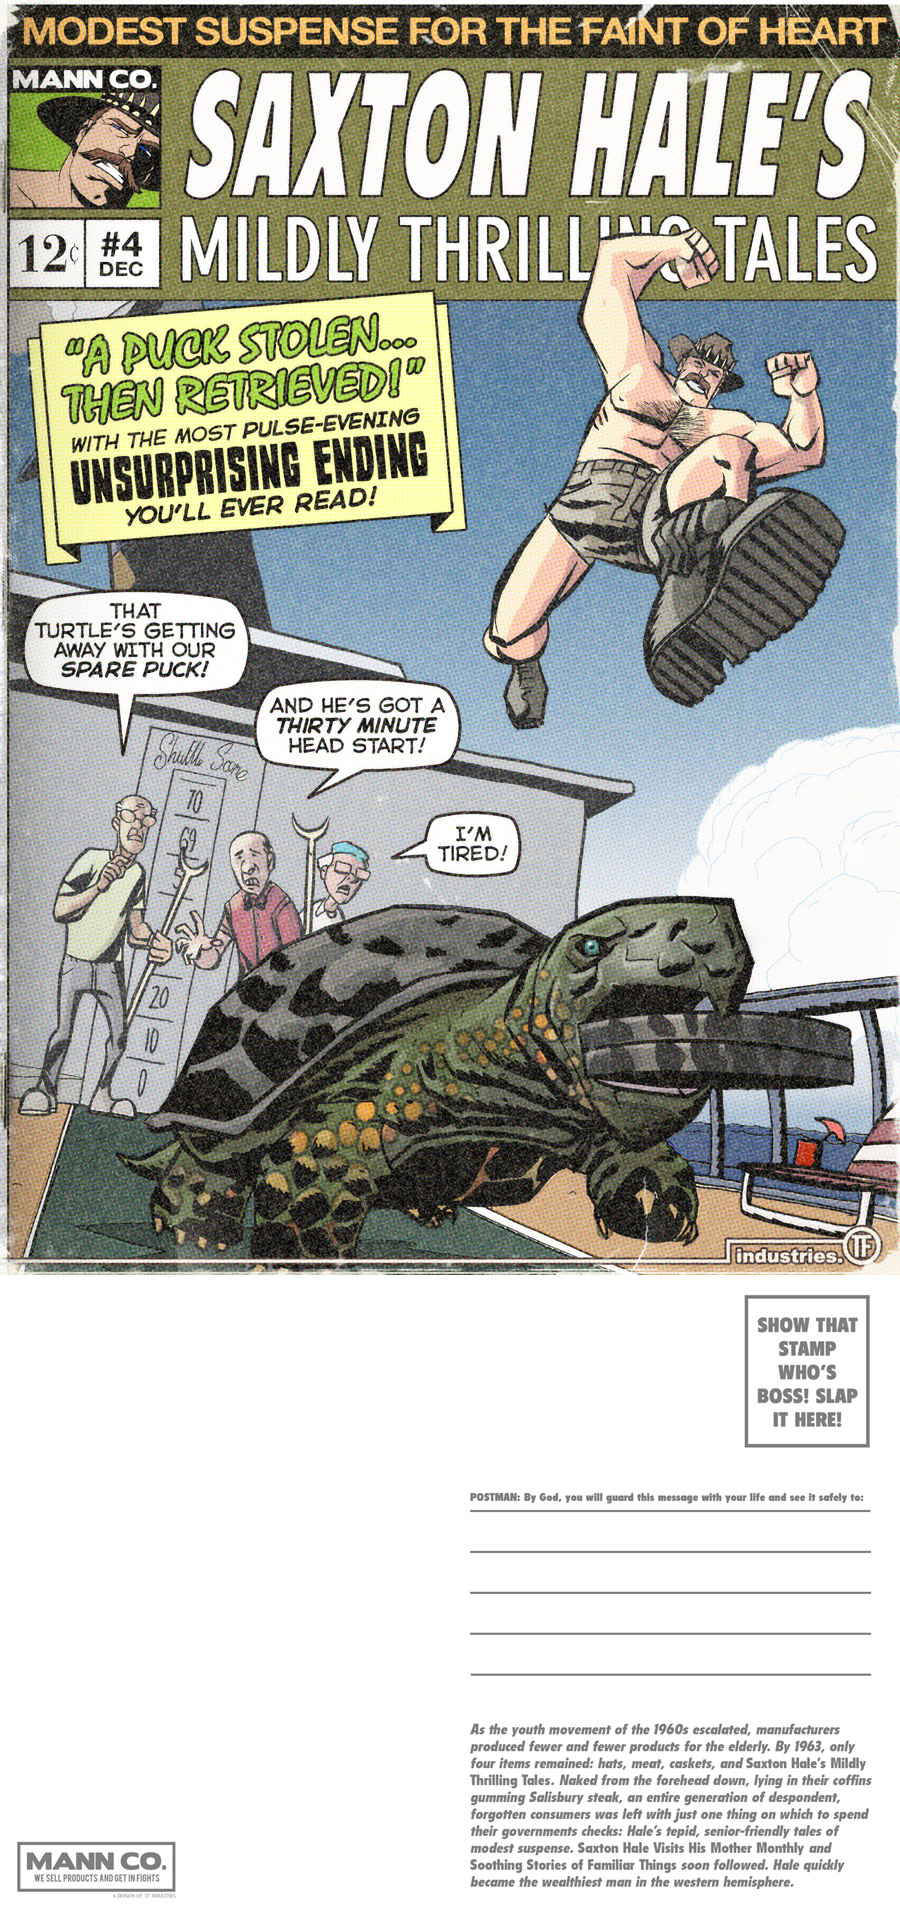 MODEST SUSPENSE FOR THE FAINT OF HEART
MANN CO.
SAXTON HALE'S
12¢
#4
DEC
MILDLY THRILLING TALES
"A PUCK STOLEN...
THEN RETRIEVED!"
WITH THE MOST PULSE-EVENING
UNSURPRISING ENDING
YOU'LL EVER READ!
THAT
TURTLE'S GETTING
AWAY WITH OUR
SPARE PUCK!
AND HE'S GOT A
THIRTY MINUTE
HEAD START!
I'M
TIRED!
Shuffle Score
70
69
20
10
0
industries. TF
SHOW THAT
STAMP
WHO'S
BOSS! SLAP
IT HERE!
POSTMAN: By God, you will guard this message with your life and see it safely to:
As the youth movement of the 1960s escalated, manufacturers
produced fewer and fewer products for the elderly. By 1963, only
four items remained: hats, meat, caskets, and Saxton Hale's Mildly
Thrilling Tales. Naked from the forehead down, lying in their coffins
gumming Salisbury steak, an entire generation of despondent,
forgotten consumers was left with just one thing on which to spend
their governments checks: Hale's tepid, senior-friendly tales of
modest suspense. Saxton Hale Visits His Mother Monthly and
Soothing Stories of Familiar Things soon followed. Hale quickly
became the wealthiest man in the western hemisphere.
MANN CO.
WE SELL PRODUCTS AND GET IN FIGHTS
A DIVISION OF TF INDUSTRIES